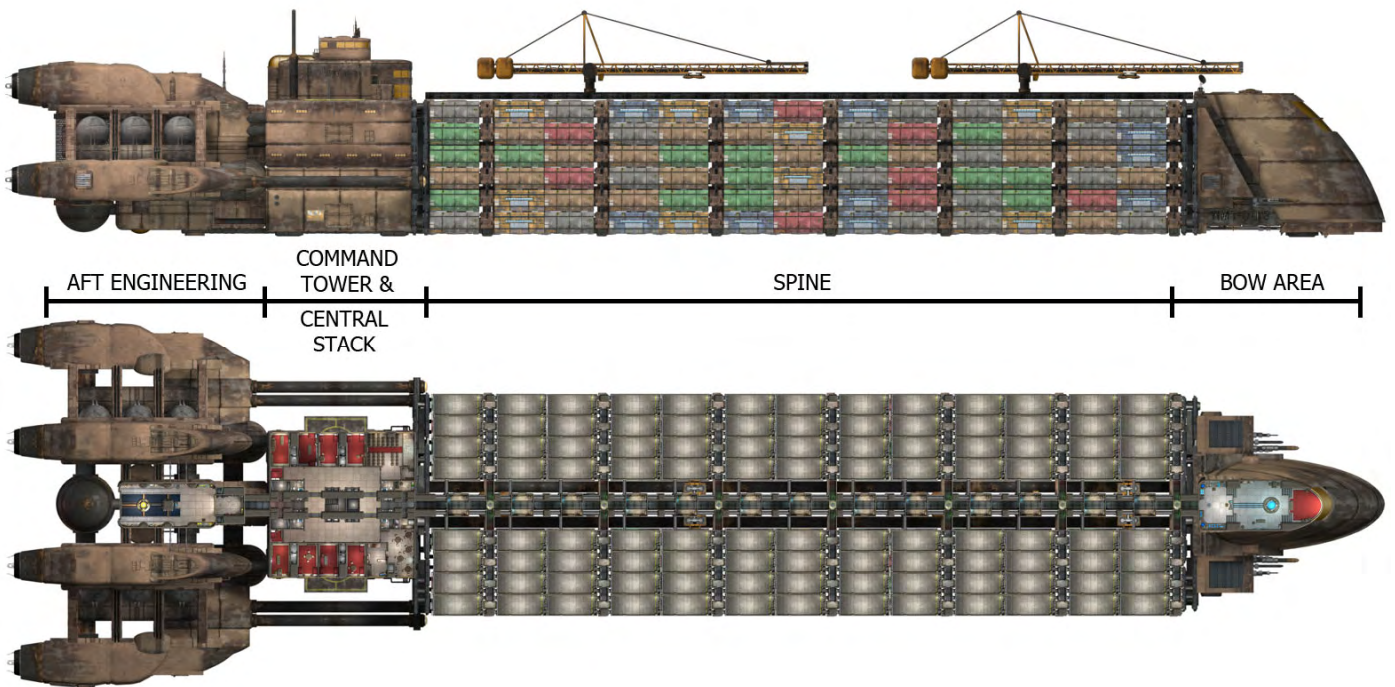 AFT ENGINEERING
COMMAND
TOWER &
CENTRAL
STACK
SPINE
BOW AREA